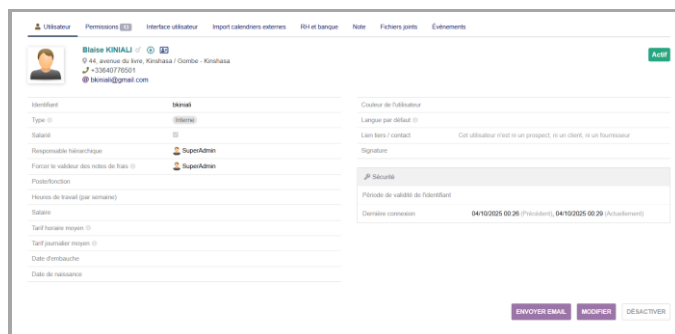 Utilisateur Permissions Interface utilisateur Import calendriers externes RH et banque Note Fichiers joints Événements
Blaise KINIALI
44, avenue du livre, Kinshasa / Gombe - Kinshasa
+33640776501
bkiniali@gmail.com
Actif
Identifiant bkiniali
Type Interne
Salarié
Responsable hiérarchique SuperAdmin
Forcer le valideur des notes de frais SuperAdmin
Poste/fonction
Heures de travail (par semaine)
Salaire
Tarif horaire moyen
Tarif journalier moyen
Date d'embauche
Date de naissance
Couleur de l'utilisateur
Langue par défaut
Lien tiers / contact Cet utilisateur n'est ni un prospect, ni un client, ni un fournisseur
Signature
Sécurité
Période de validité de l'identifiant
Dernière connexion 04/10/2025 00:26 (Précédent), 04/10/2025 00:29 (Actuellement)
ENVOYER EMAIL MODIFIER DÉSACTIVER